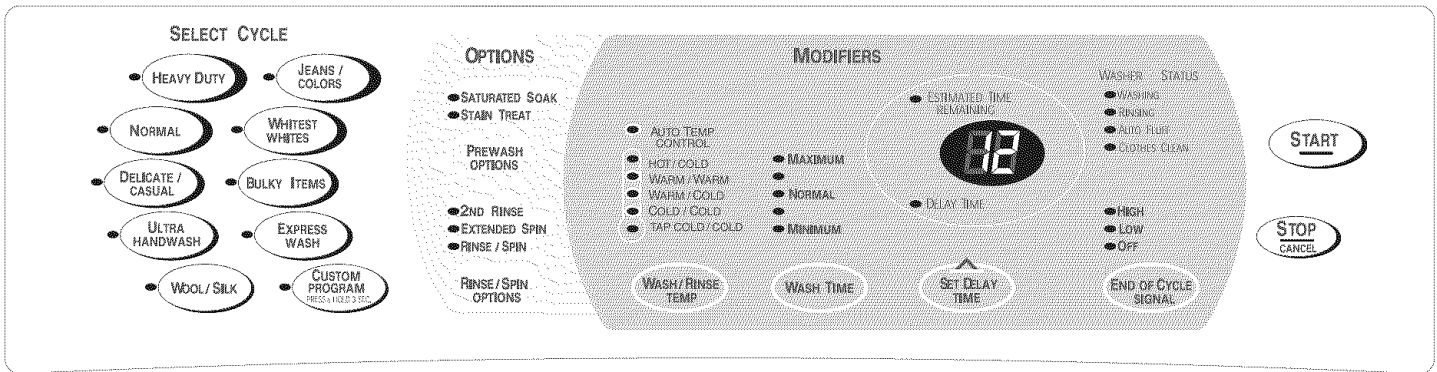 SELECT CYCLE
HEAVY DUTY
JEANS /
COLORS
NORMAL
WHITEST
WHITES
DELICATE /
CASUAL
BULKY ITEMS
ULTRA
HANDWASH
EXPRESS
WASH
WOOL / SILK
CUSTOM
PROGRAM
PRESS & HOLD 3 SEC.
OPTIONS
SATURATED SOAK
STAIN TREAT
PREWASH
OPTIONS
2ND RINSE
EXTENDED SPIN
RINSE / SPIN
RINSE / SPIN
OPTIONS
MODIFIERS
AUTO TEMP
CONTROL
HOT / COLD
WARM / WARM
WARM / COLD
COLD / COLD
TAP COLD / COLD
WASH / RINSE
TEMP
MAXIMUM
NORMAL
MINIMUM
WASH TIME
ESTIMATED TIME
REMAINING
12
DELAY TIME
SET DELAY
TIME
WASHER STATUS
WASHING
RINSING
AUTO FLUFF
CLOTHES CLEAN
HIGH
LOW
OFF
END OF CYCLE
SIGNAL
START
STOP
CANCEL